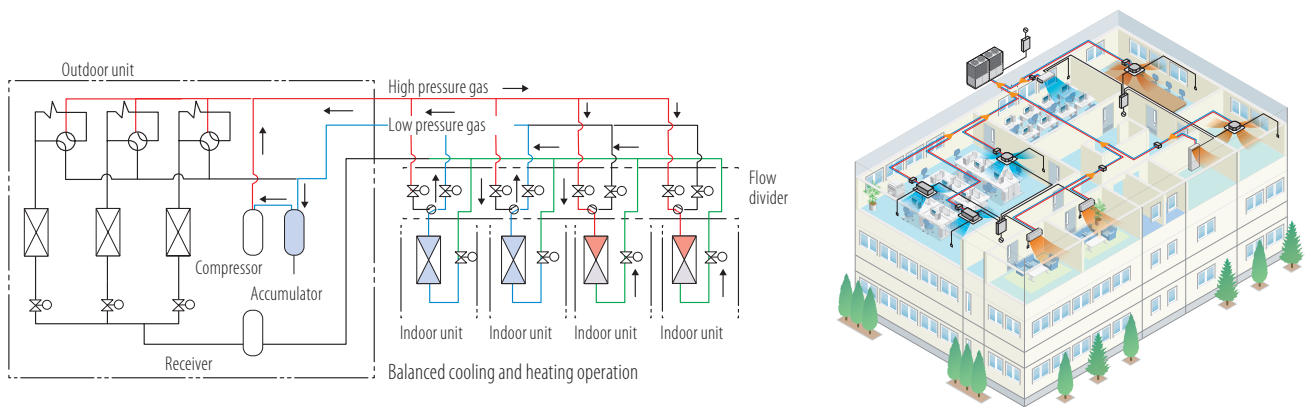 Outdoor unit
High pressure gas
Low pressure gas
Flow
divider
Compressor
Accumulator
Receiver
Indoor unit
Indoor unit
Indoor unit
Indoor unit
Balanced cooling and heating operation